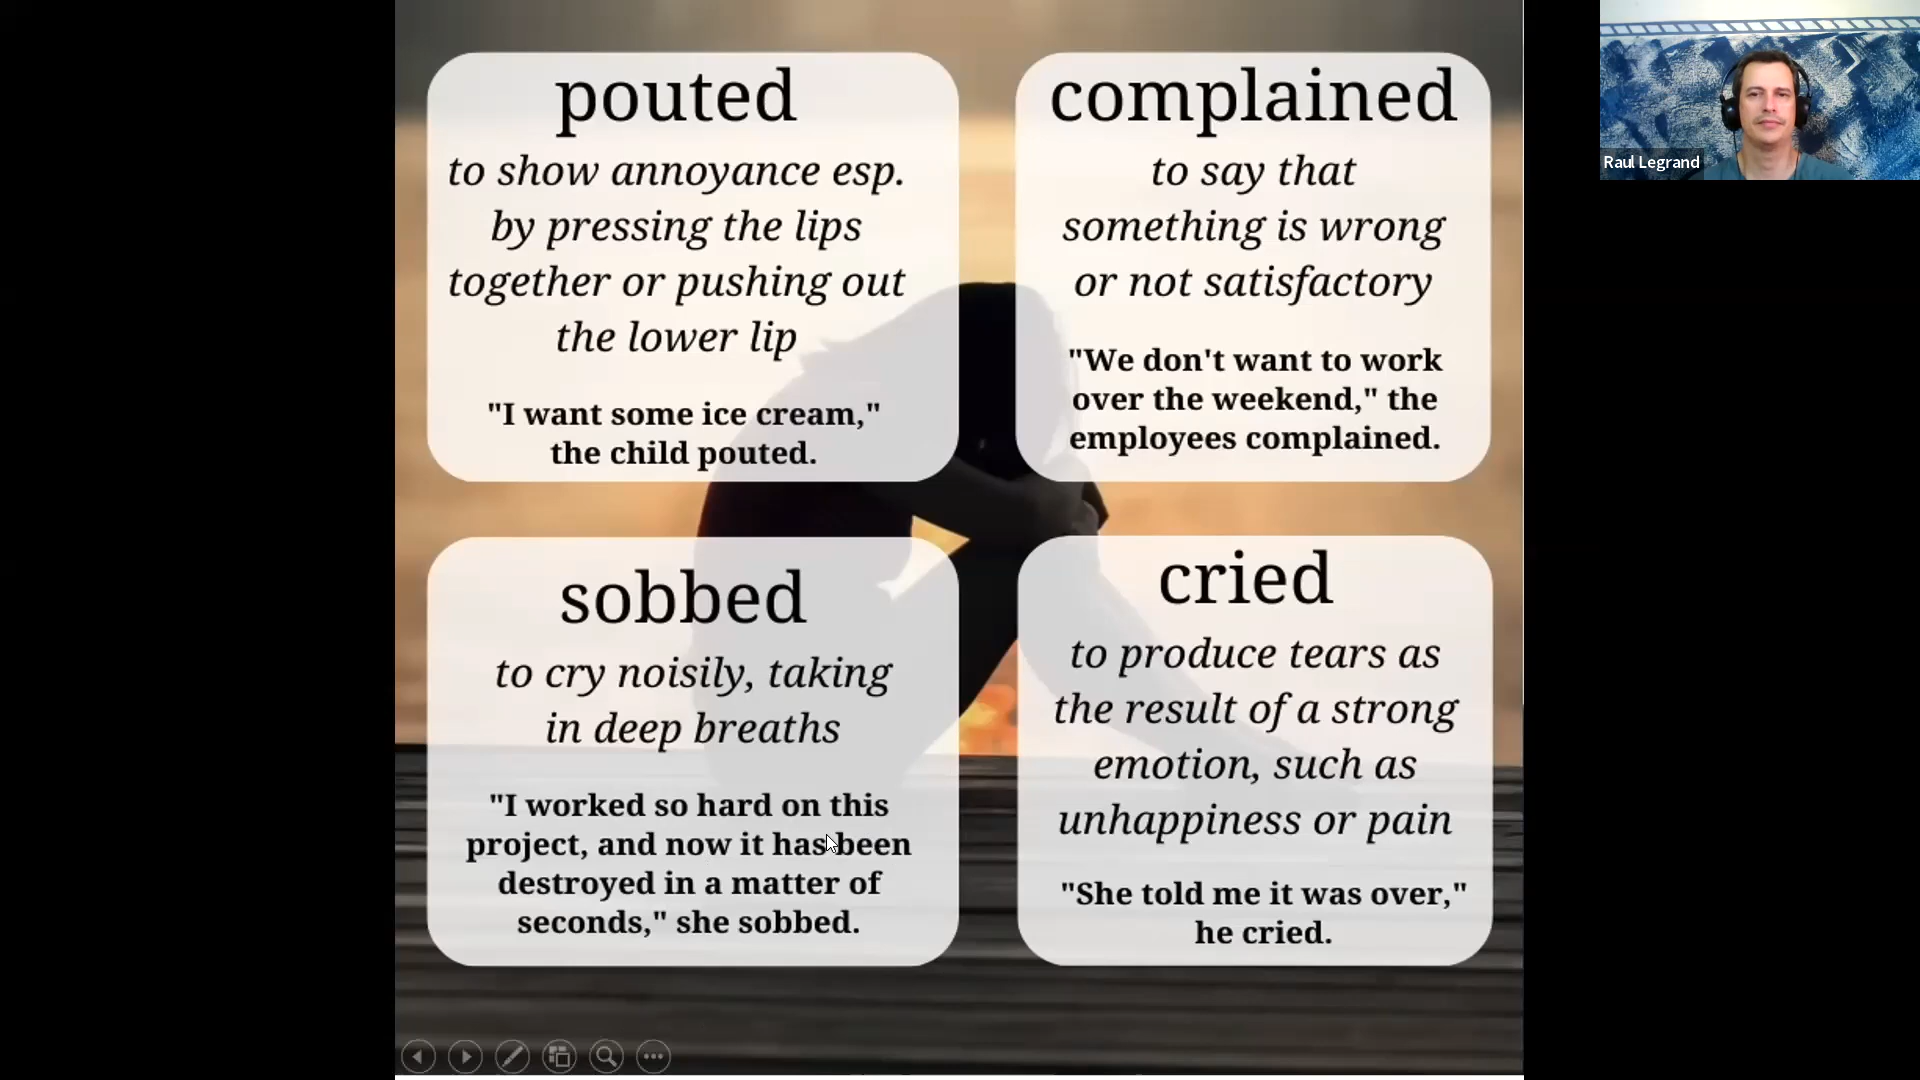 pouted
to show annoyance esp.
by pressing the lips
together or pushing out
the lower lip
"I want some ice cream,"
the child pouted.
complained
to say that
something is wrong
or not satisfactory
"We don't want to work
over the weekend," the
employees complained.
sobbed
to cry noisily, taking
in deep breaths
"I worked so hard on this
project, and now it has been
destroyed in a matter of
seconds," she sobbed.
cried
to produce tears as
the result of a strong
emotion, such as
unhappiness or pain
"She told me it was over,"
he cried.
Raul Legrand